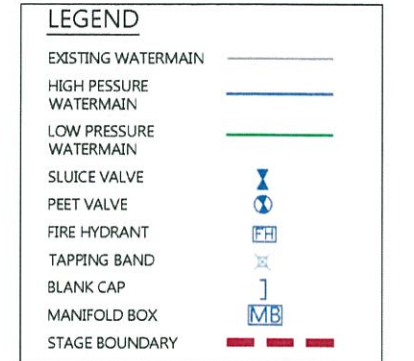 LEGEND
EXISTING WATERMAIN
HIGH PESSURE
WATERMAIN
LOW PRESSURE
WATERMAIN
SLUICE VALVE
PEET VALVE
FIRE HYDRANT FH
TAPPING BAND
BLANK CAP ]
MANIFOLD BOX MB
STAGE BOUNDARY